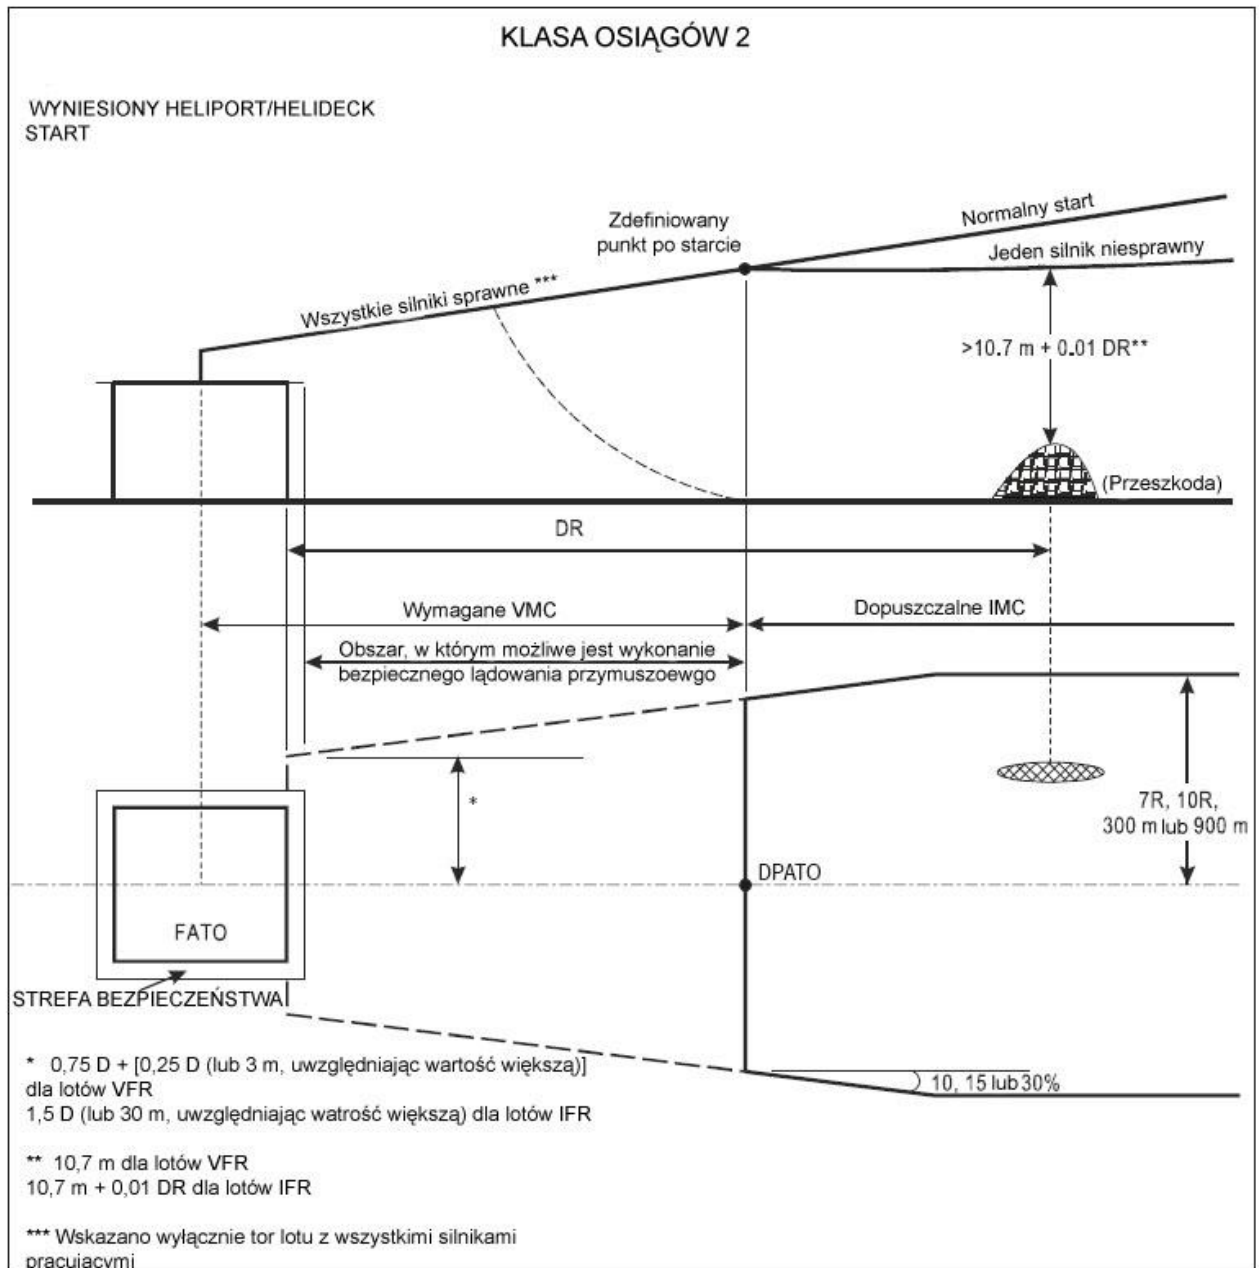 KLASA OSIĄGÓW 2
WYNIESIONY HELIPORT/HELIDECK
START
Zdefiniowany
punkt po starcie
Normalny start
Jeden silnik niesprawny
Wszystkie silniki sprawne ***
>10.7 m + 0.01 DR**
(Przeszkoda)
DR
Wymagane VMC
Dopuszczalne IMC
Obszar, w którym możliwe jest wykonanie
bezpiecznego lądowania przymuszoewgo
*
7R, 10R,
300 m lub 900 m
DPATO
FATO
STREFA BEZPIECZEŃSTWA
10, 15 lub 30%
* 0,75 D + [0,25 D (lub 3 m, uwzględniając wartość większą)]
dla lotów VFR
1,5 D (lub 30 m, uwzględniając watrość większą) dla lotów IFR
** 10,7 m dla lotów VFR
10,7 m + 0,01 DR dla lotów IFR
*** Wskazano wyłącznie tor lotu z wszystkimi silnikami
pracującymi